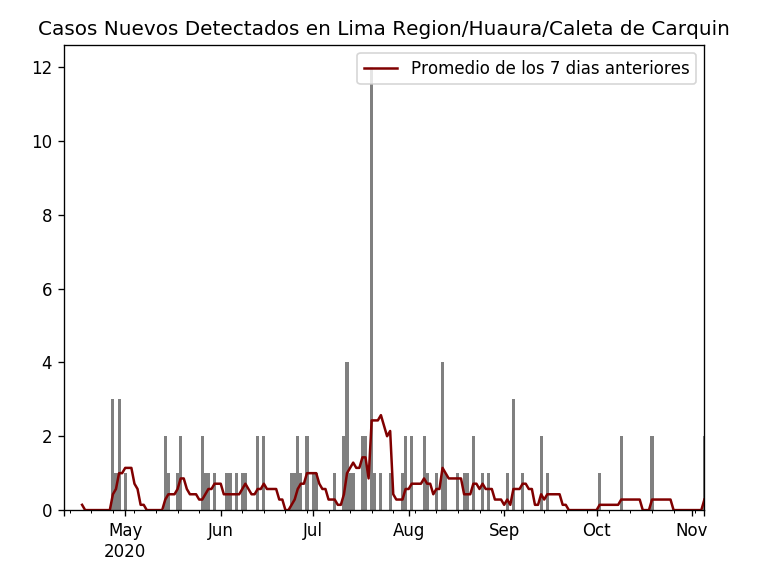 Casos Nuevos Detectados en Lima Region/Huaura/Caleta de Carquin
Promedio de los 7 dias anteriores
12
10
8
6
4
2
0
May Jun Jul Aug Sep Oct Nov
2020